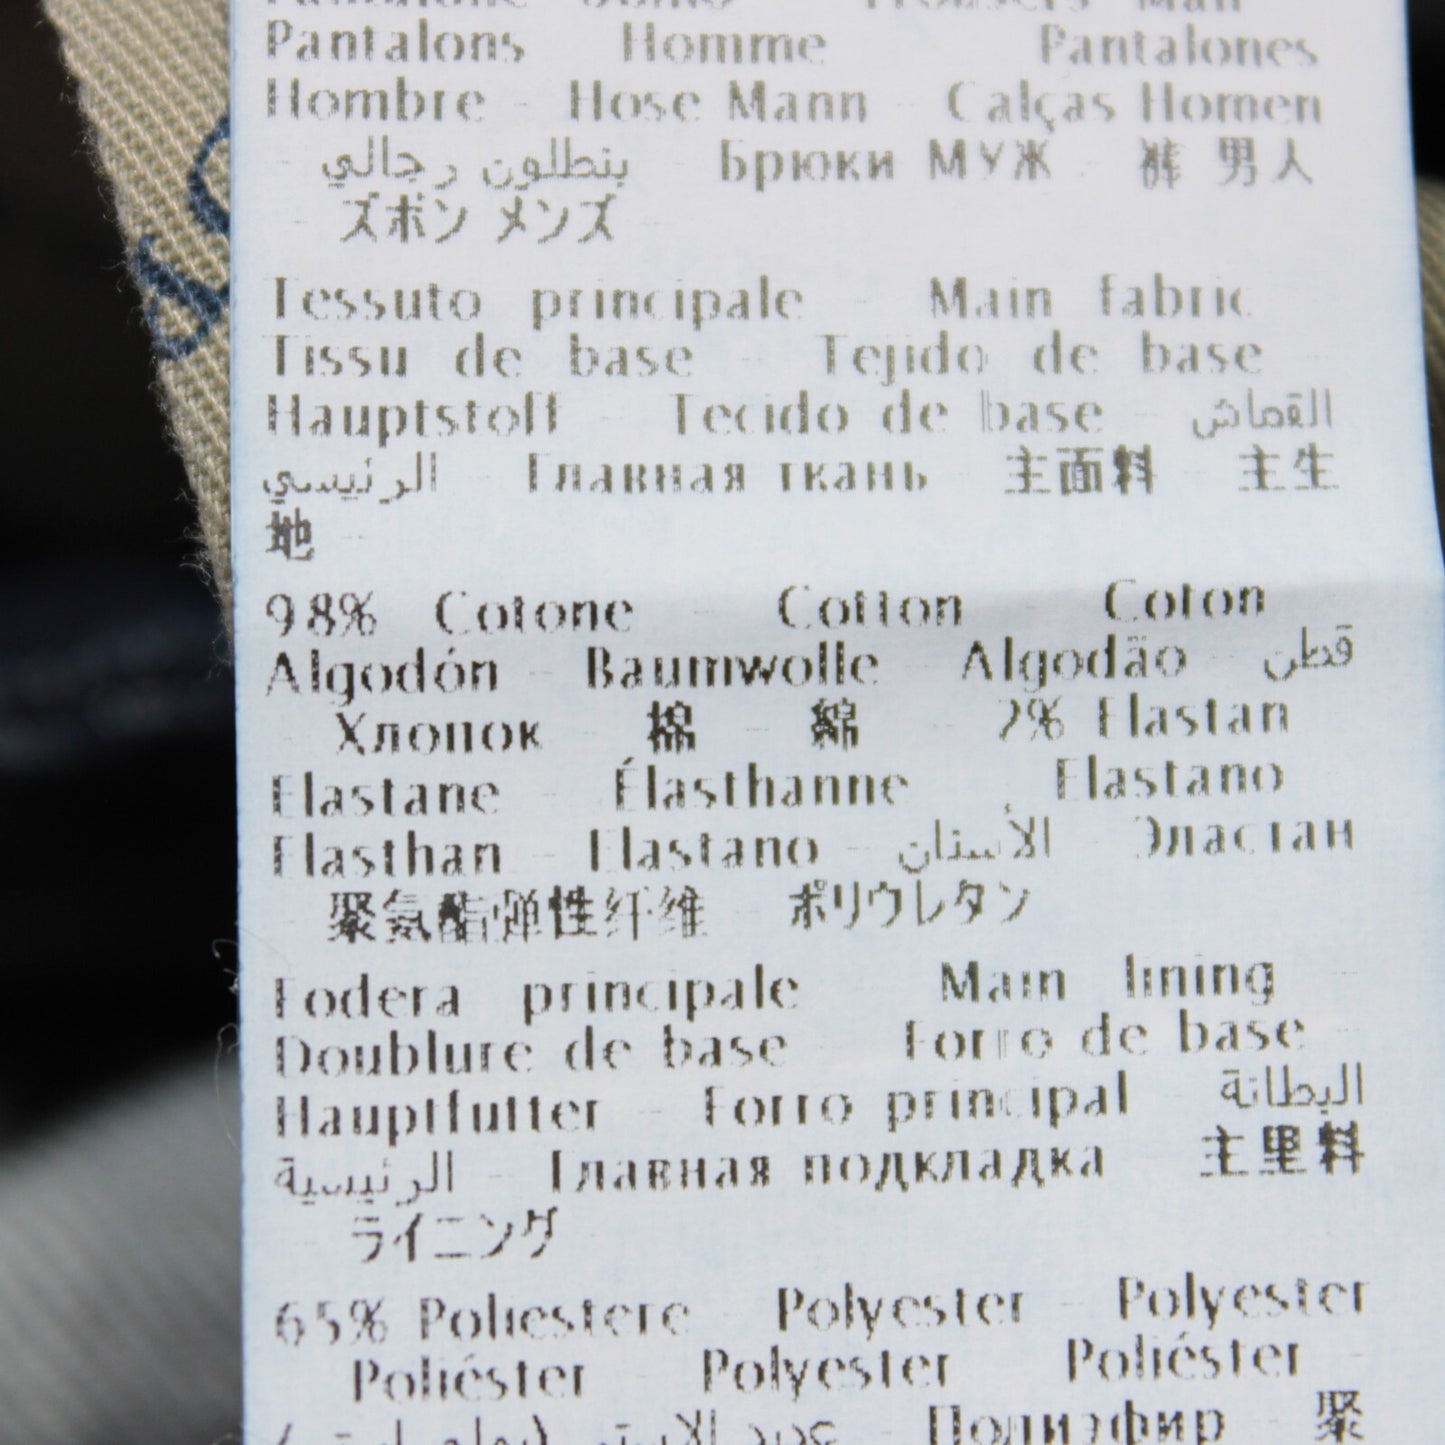 Pantalone Uomo - Trousers Man -
Pantalons Homme - Pantalones
Hombre - Hose Mann - Calças Homen
- بنطلون رجالي - Брюки МУЖ - 裤 男人
- ズボン メンズ
Tessuto principale - Main fabric -
Tissu de base - Tejido de base -
Hauptstoff - Tecido de base - القماش
الرئيسي - Главная ткань - 主面料 - 主生
地
98% Cotone - Cotton - Coton -
Algodón - Baumwolle - Algodão - قطن
- Хлопок - 棉 - 綿 - 2% Elastan -
Elastane - Élasthanne - Elastano -
Elasthan - Elastano - الأستان - Эластан
- 聚氨酯弹性纤维 - ポリウレタン
Fodera principale - Main lining -
Doublure de base - Forro de base -
Hauptfutter - Forro principal - البطانة
الرئيسية - Главная подкладка - 主里料
- ライニング
65% Poliestere - Polyester - Polyester
- Poliéster - Polyester - Poliéster -
Полиэфир - 聚